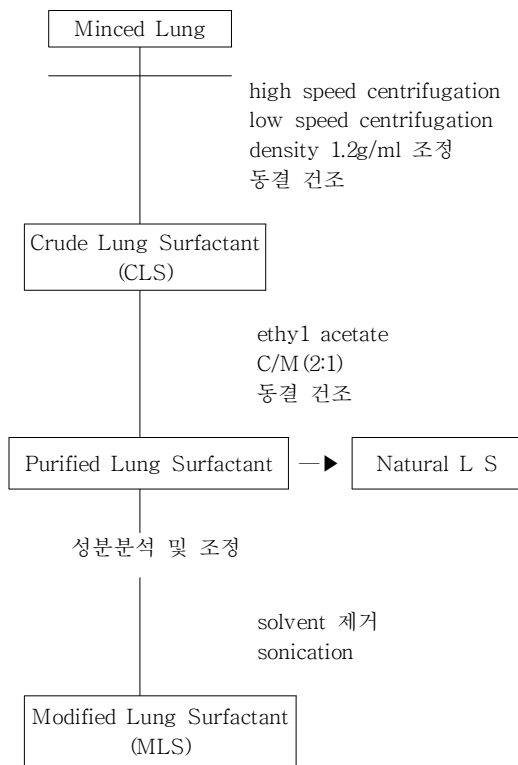 Minced Lung
high speed centrifugation
low speed centrifugation
density 1.2g/ml 조정
동결 건조
Crude Lung Surfactant
(CLS)
ethyl acetate
C/M(2:1)
동결 건조
Purified Lung Surfactant
Natural L S
성분분석 및 조정
solvent 제거
sonication
Modified Lung Surfactant
(MLS)